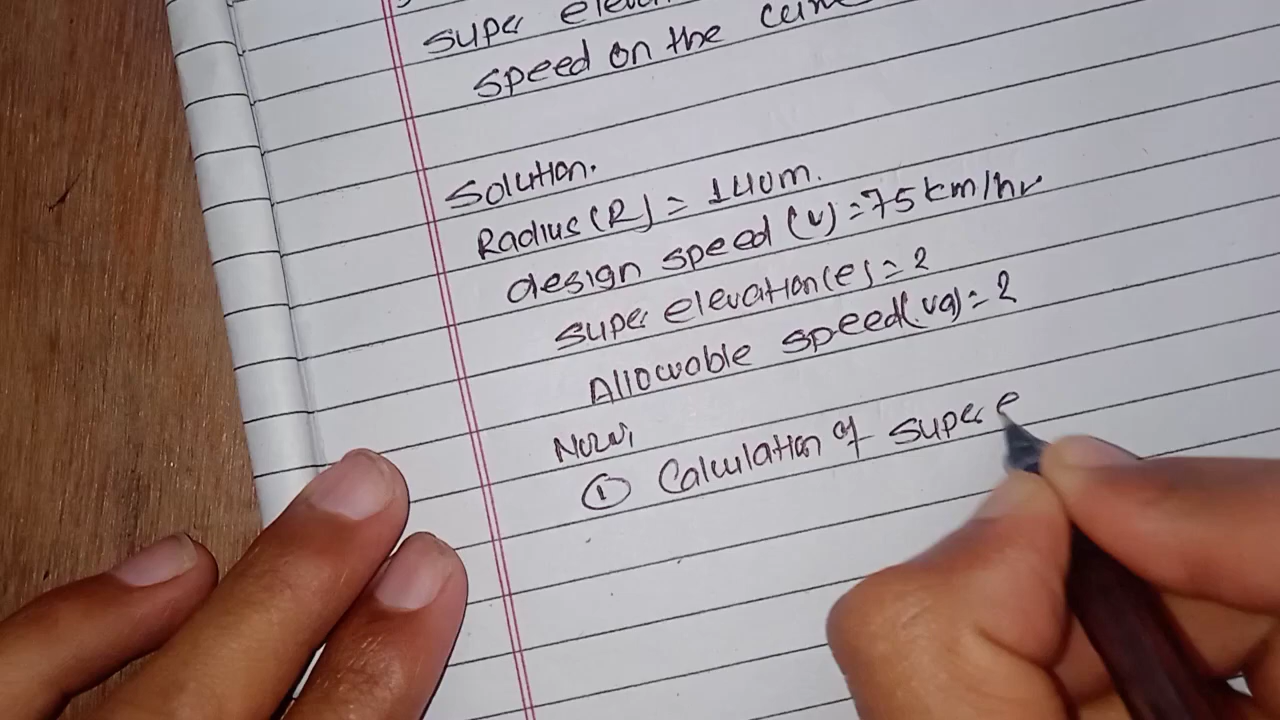 super
speed on the
Solution.
Radius (R) = 140m.
design speed (v) = 75 km/hr
super elevation(e) = ?
Allowable speed(va) = ?
Now,
① Calculation of super e